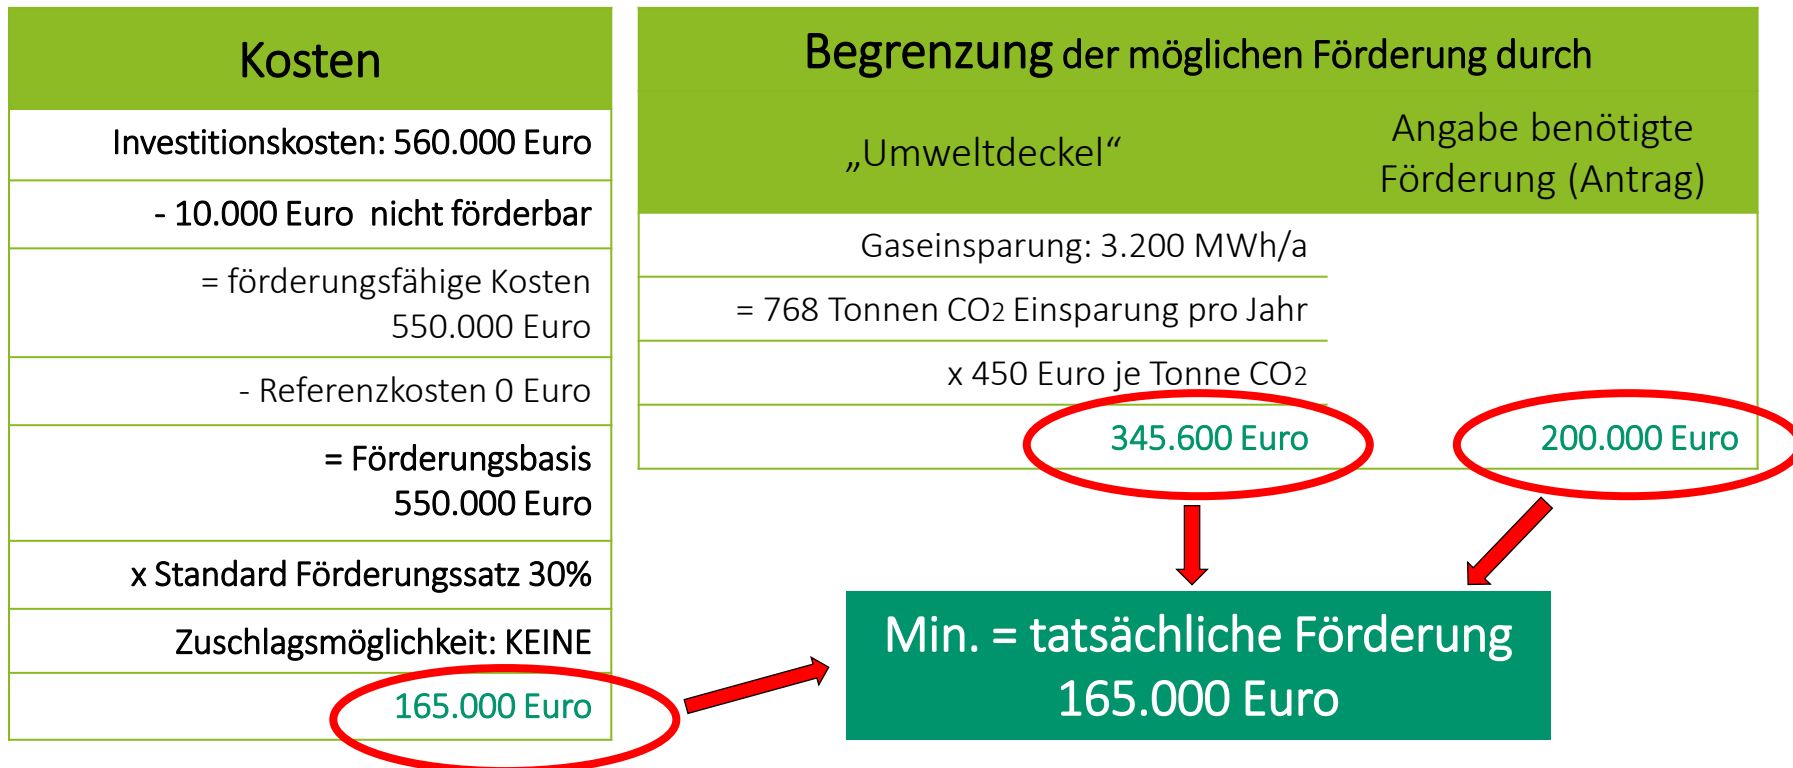 Kosten
Investitionskosten: 560.000 Euro
- 10.000 Euro  nicht förderbar
= förderungsfähige Kosten
550.000 Euro
- Referenzkosten 0 Euro
= Förderungsbasis
550.000 Euro
x Standard Förderungssatz 30%
Zuschlagsmöglichkeit: KEINE
165.000 Euro
Begrenzung der möglichen Förderung durch
„Umweltdeckel“
Angabe benötigte
Förderung (Antrag)
Gaseinsparung: 3.200 MWh/a
= 768 Tonnen CO2 Einsparung pro Jahr
x 450 Euro je Tonne CO2
345.600 Euro
200.000 Euro
Min. = tatsächliche Förderung
165.000 Euro